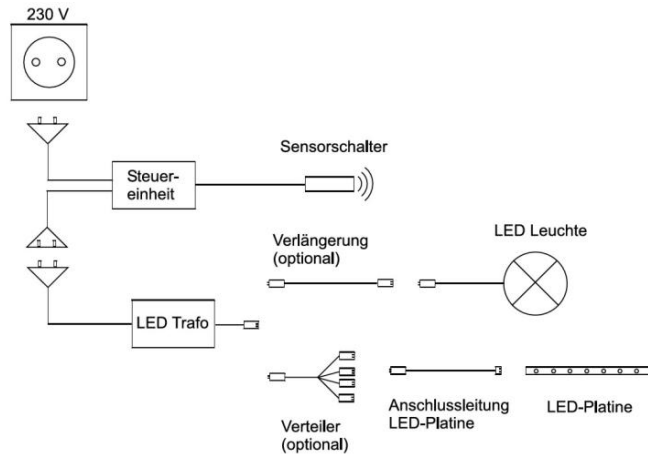 230 V
Sensorschalter
Steuer-
einheit
LED Leuchte
Verlängerung
(optional)
LED Trafo
Verteiler
(optional)
Anschlussleitung
LED-Platine
LED-Platine